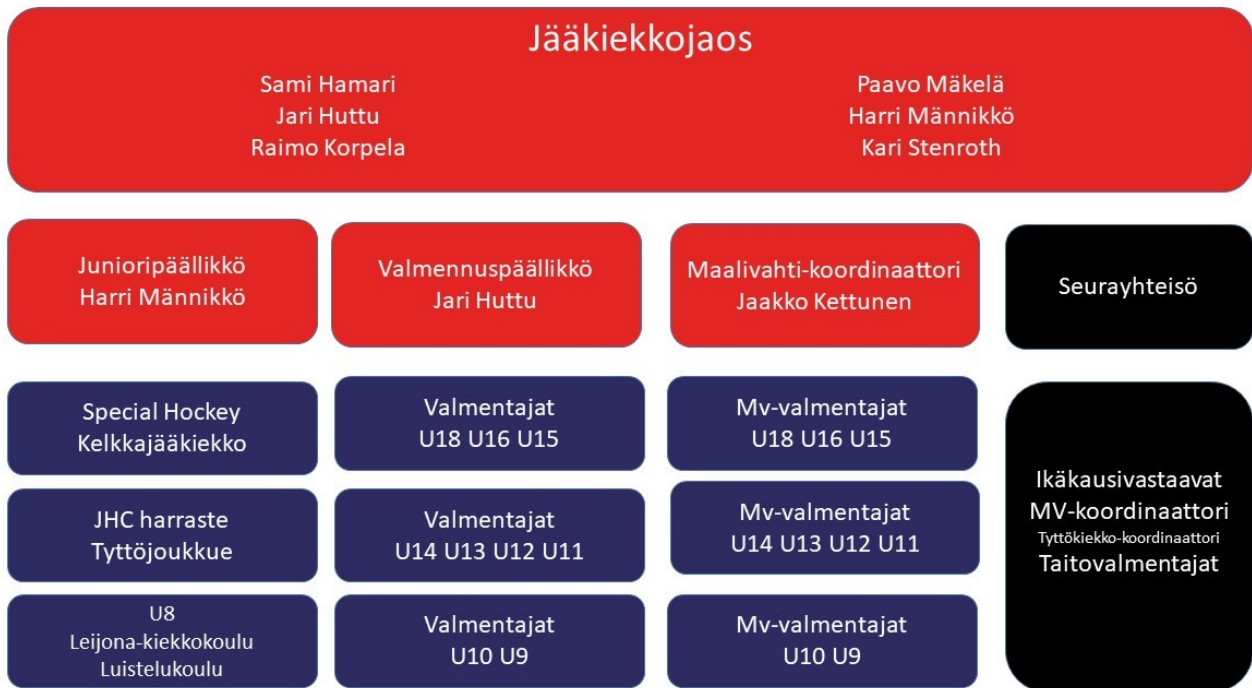 Jääkiekkojaos
Sami Hamari
Jari Huttu
Raimo Korpela
Paavo Mäkelä
Harri Männikkö
Kari Stenroth
Junioripäällikkö
Harri Männikkö
Valmennuspäällikkö
Jari Huttu
Maalivahti-koordinaattori
Jaakko Kettunen
Seurayhteisö
Special Hockey
Kelkkajääkiekko
Valmentajat
U18 U16 U15
Mv-valmentajat
U18 U16 U15
JHC harraste
Tyttöjoukkue
Valmentajat
U14 U13 U12 U11
Mv-valmentajat
U14 U13 U12 U11
U8
Leijona-kiekkokoulu
Luistelukoulu
Valmentajat
U10 U9
Mv-valmentajat
U10 U9
Ikäkausivastaavat
MV-koordinaattori
Tyttökiekko-koordinaattori
Taitovalmentajat